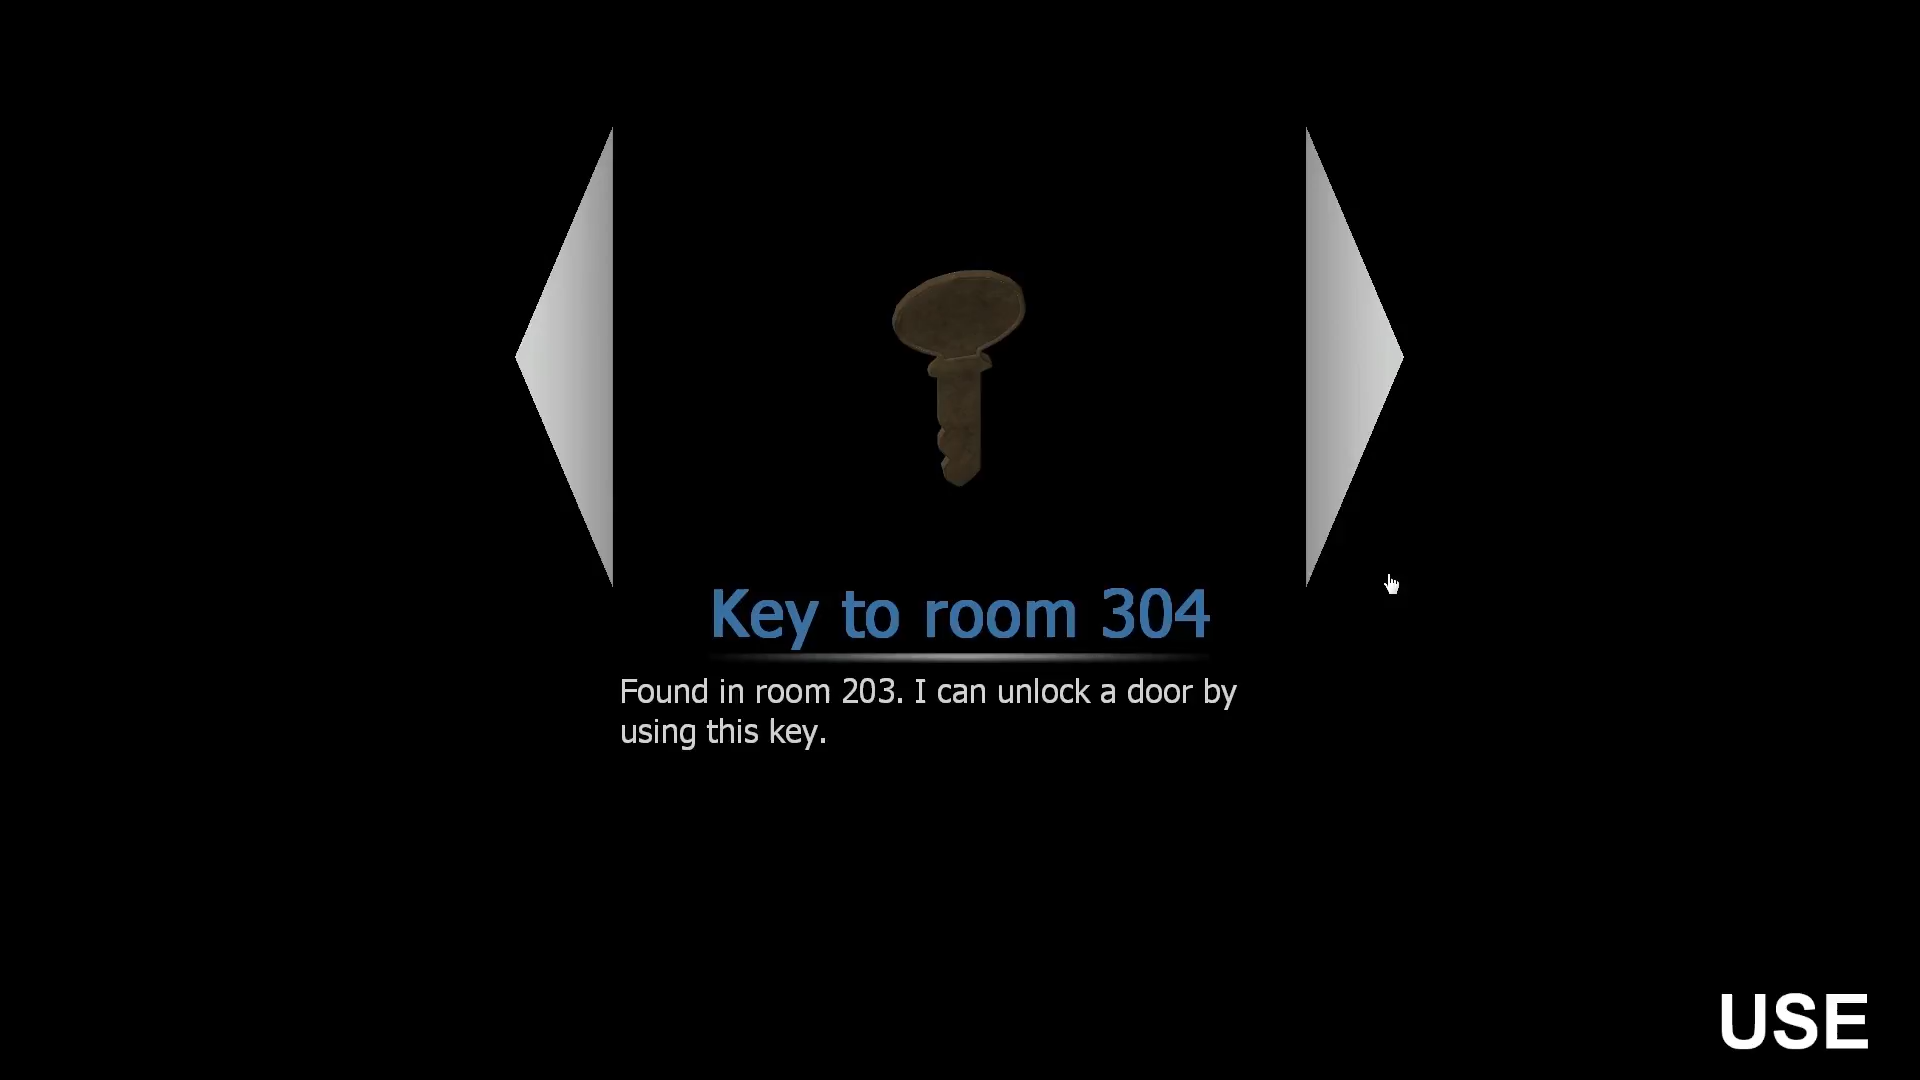 Key to room 304
Found in room 203. I can unlock a door by
using this key.
USE